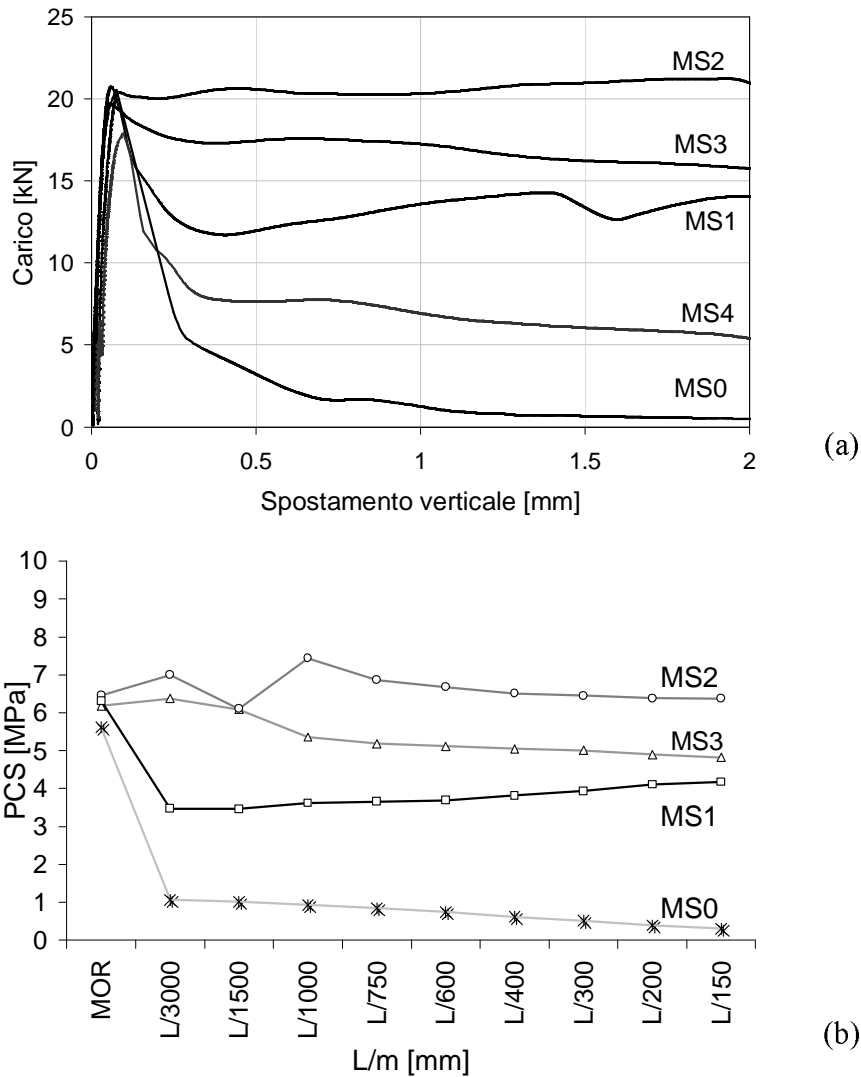 25
20
15
10
5
0
Carico [kN]
MS2
MS3
MS1
MS4
MS0
0
0.5
1
1.5
2
Spostamento verticale [mm]
(a)
10
9
8
7
6
5
4
3
2
1
0
PCS [MPa]
MS2
MS3
MS1
MS0
MOR
L/3000
L/1500
L/1000
L/750
L/600
L/400
L/300
L/200
L/150
L/m [mm]
(b)